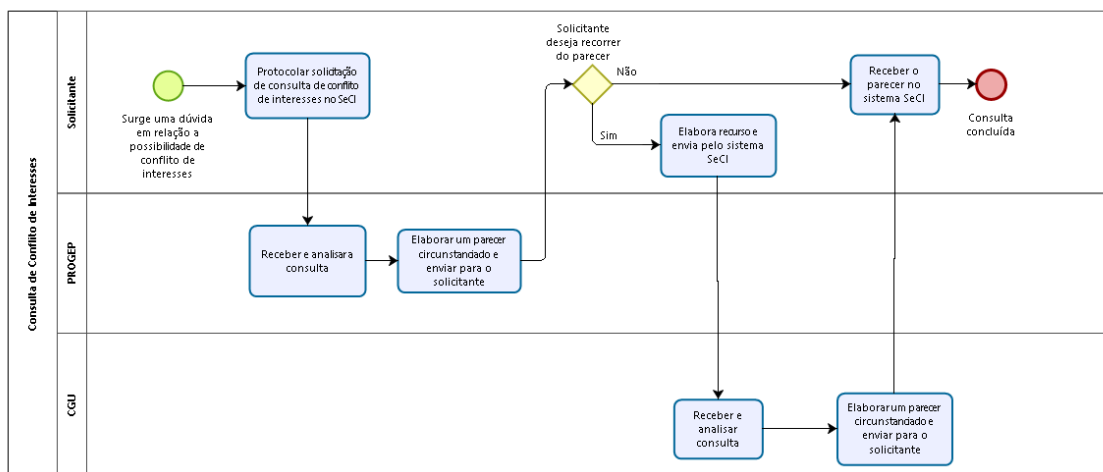 Consulta de Conflito de Interesses
Solicitante
Surge uma dúvida
em relação a
possibilidade de
conflito de
interesses
Protocolar solicitação
de consulta de conflito
de interesses no SeCI
Solicitante
deseja recorrer
do parecer
Não
Sim
Elabora recurso e
envia pelo sistema
SeCI
Receber o
parecer no
sistema SeCI
Consulta
concluída
PROGEP
Receber e analisar a
consulta
Elaborar um parecer
circunstanciado e
enviar para o
solicitante
CGU
Receber e
analisar
consulta
Elaborar um parecer
circunstanciado e
enviar para o
solicitante